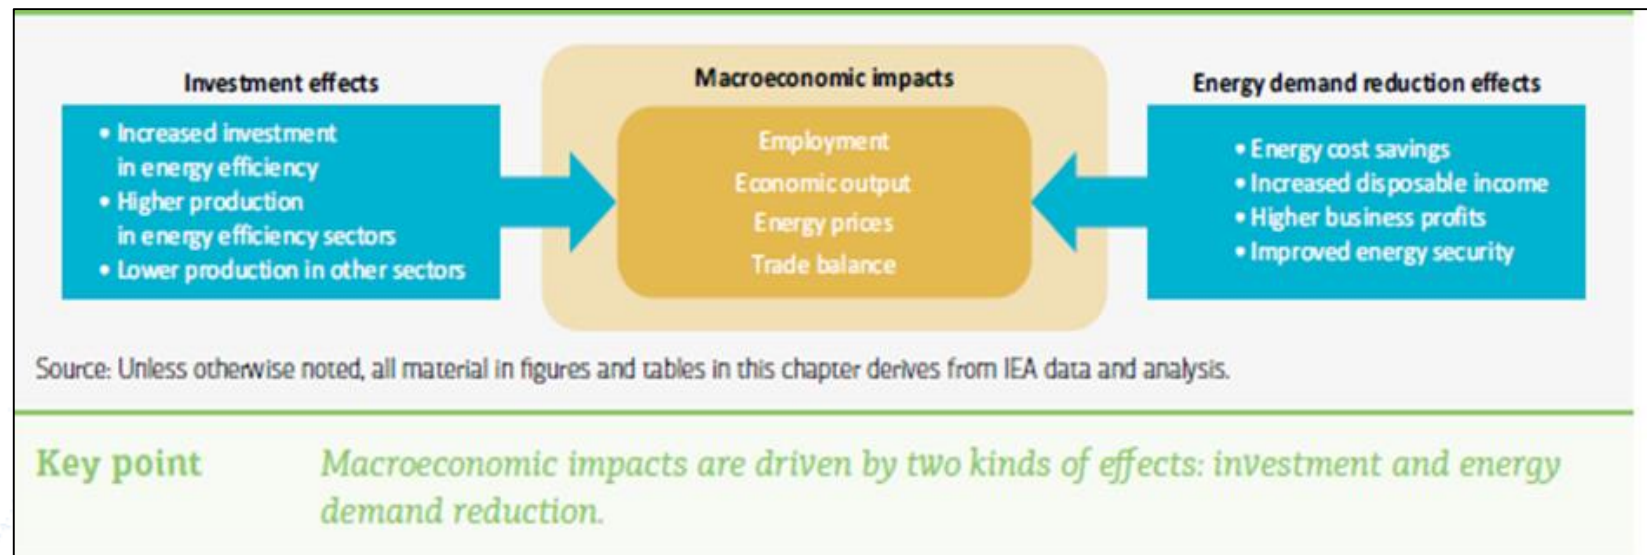 Investment effects
• Increased investment
in energy efficiency
• Higher production
in energy efficiency sectors
• Lower production in other sectors
Macroeconomic impacts
Employment
Economic output
Energy prices
Trade balance
Energy demand reduction effects
• Energy cost savings
• Increased disposable income
• Higher business profits
• Improved energy security
Source: Unless otherwise noted, all material in figures and tables in this chapter derives from IEA data and analysis.
Key point
Macroeconomic impacts are driven by two kinds of effects: investment and energy
demand reduction.